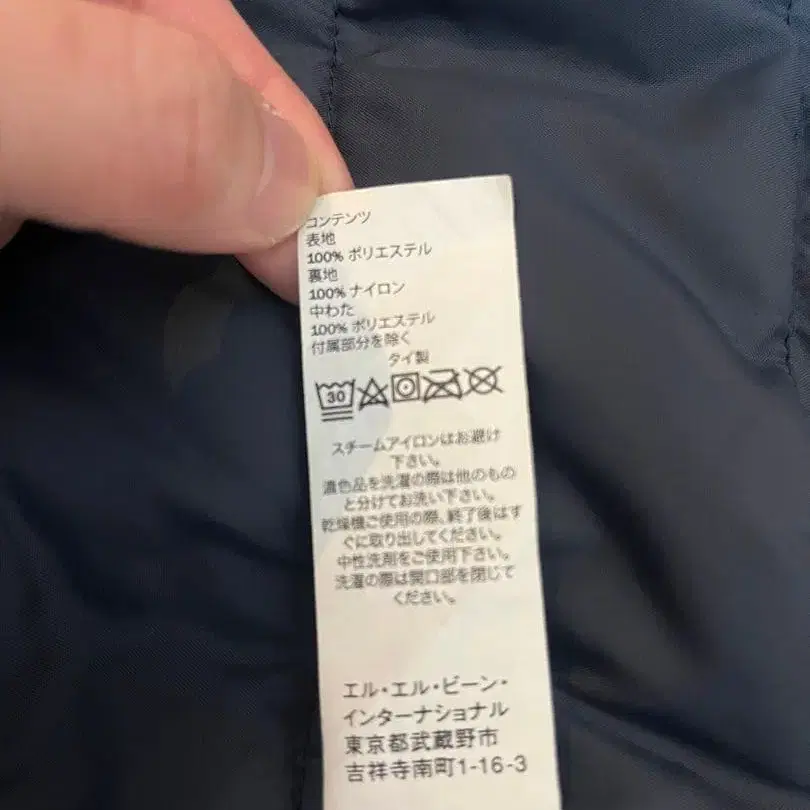 コンテンツ
表地
100% ポリエステル
裏地
100% ナイロン
中わた
100% ポリエステル
付属部分を除く
タイ製
30
スチームアイロンはお避け
下さい。
濃色品を洗濯の際は他のもの
と分けてお洗い下さい。
乾燥機ご使用の際、終了後はす
ぐに取り出してください。
中性洗剤をご使用下さい。
洗濯の際は開口部を閉じて
ください。
エル・エル・ビーン・
インターナショナル
東京都武蔵野市
吉祥寺南町1-16-3